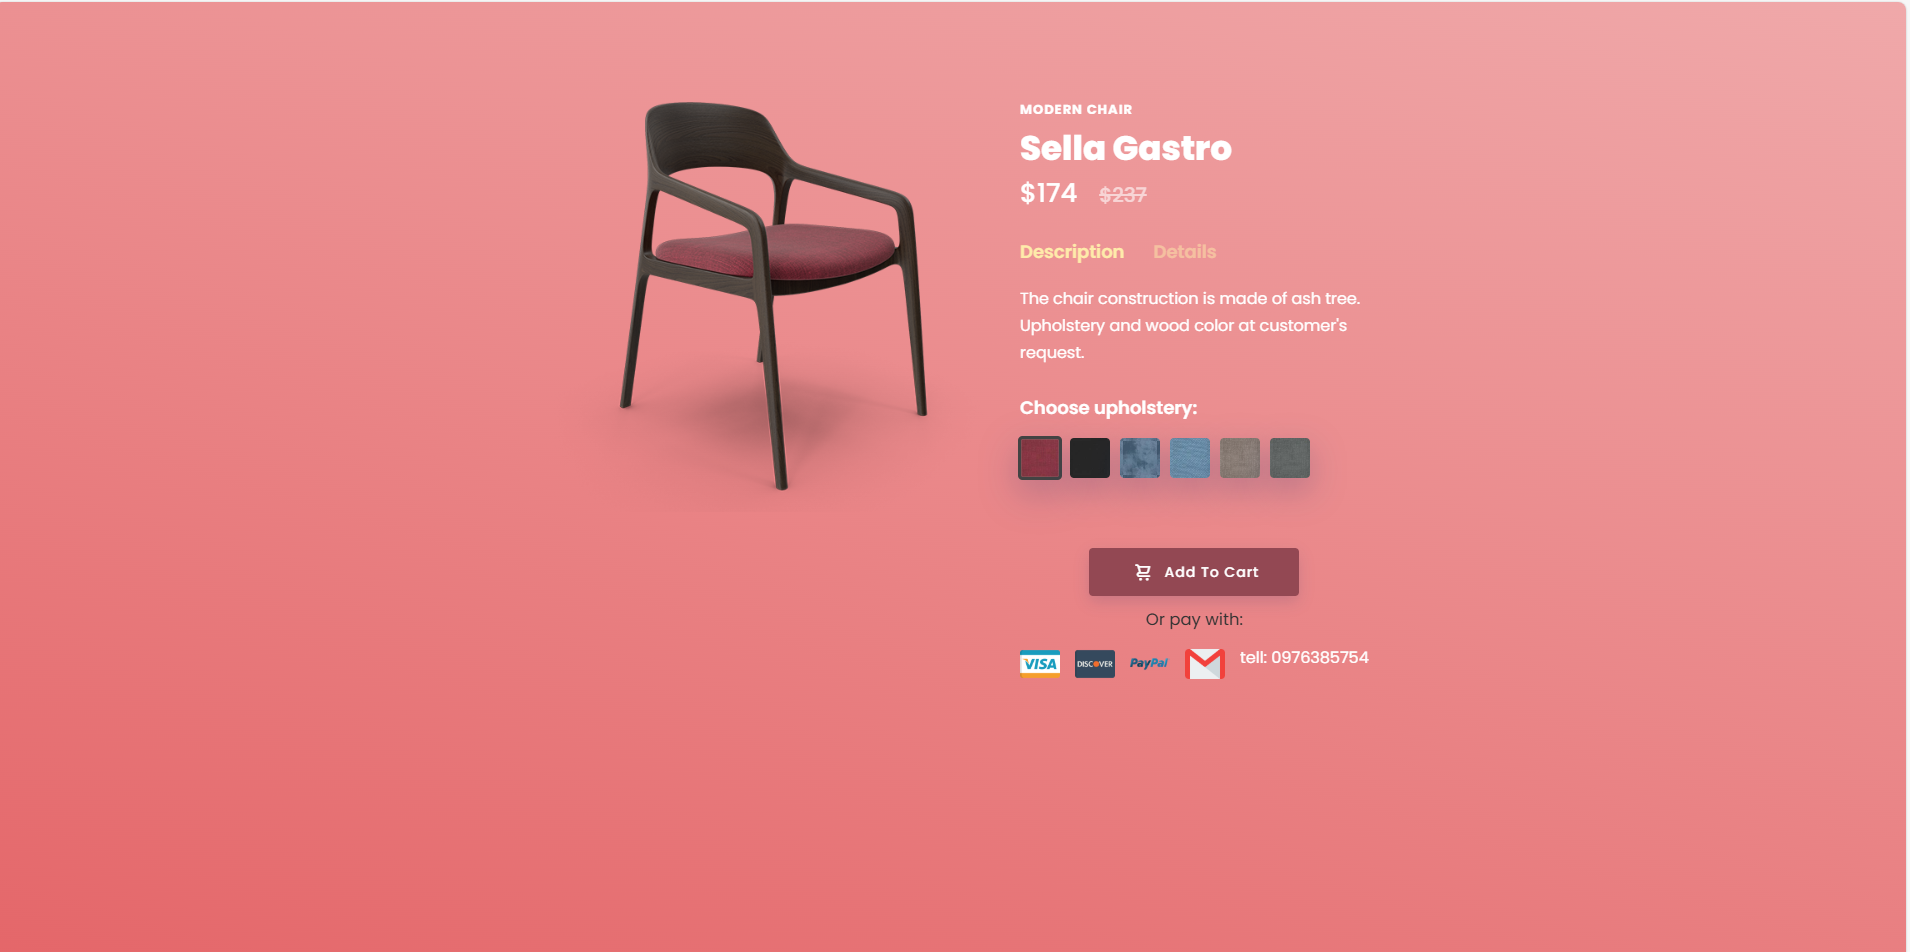 MODERN CHAIR
Sella Gastro
$174 $237
Description Details
The chair construction is made of ash tree.
Upholstery and wood color at customer's
request.
Choose upholstery:
Add To Cart
Or pay with:
VISA DISCOVER PayPal tell: 0976385754